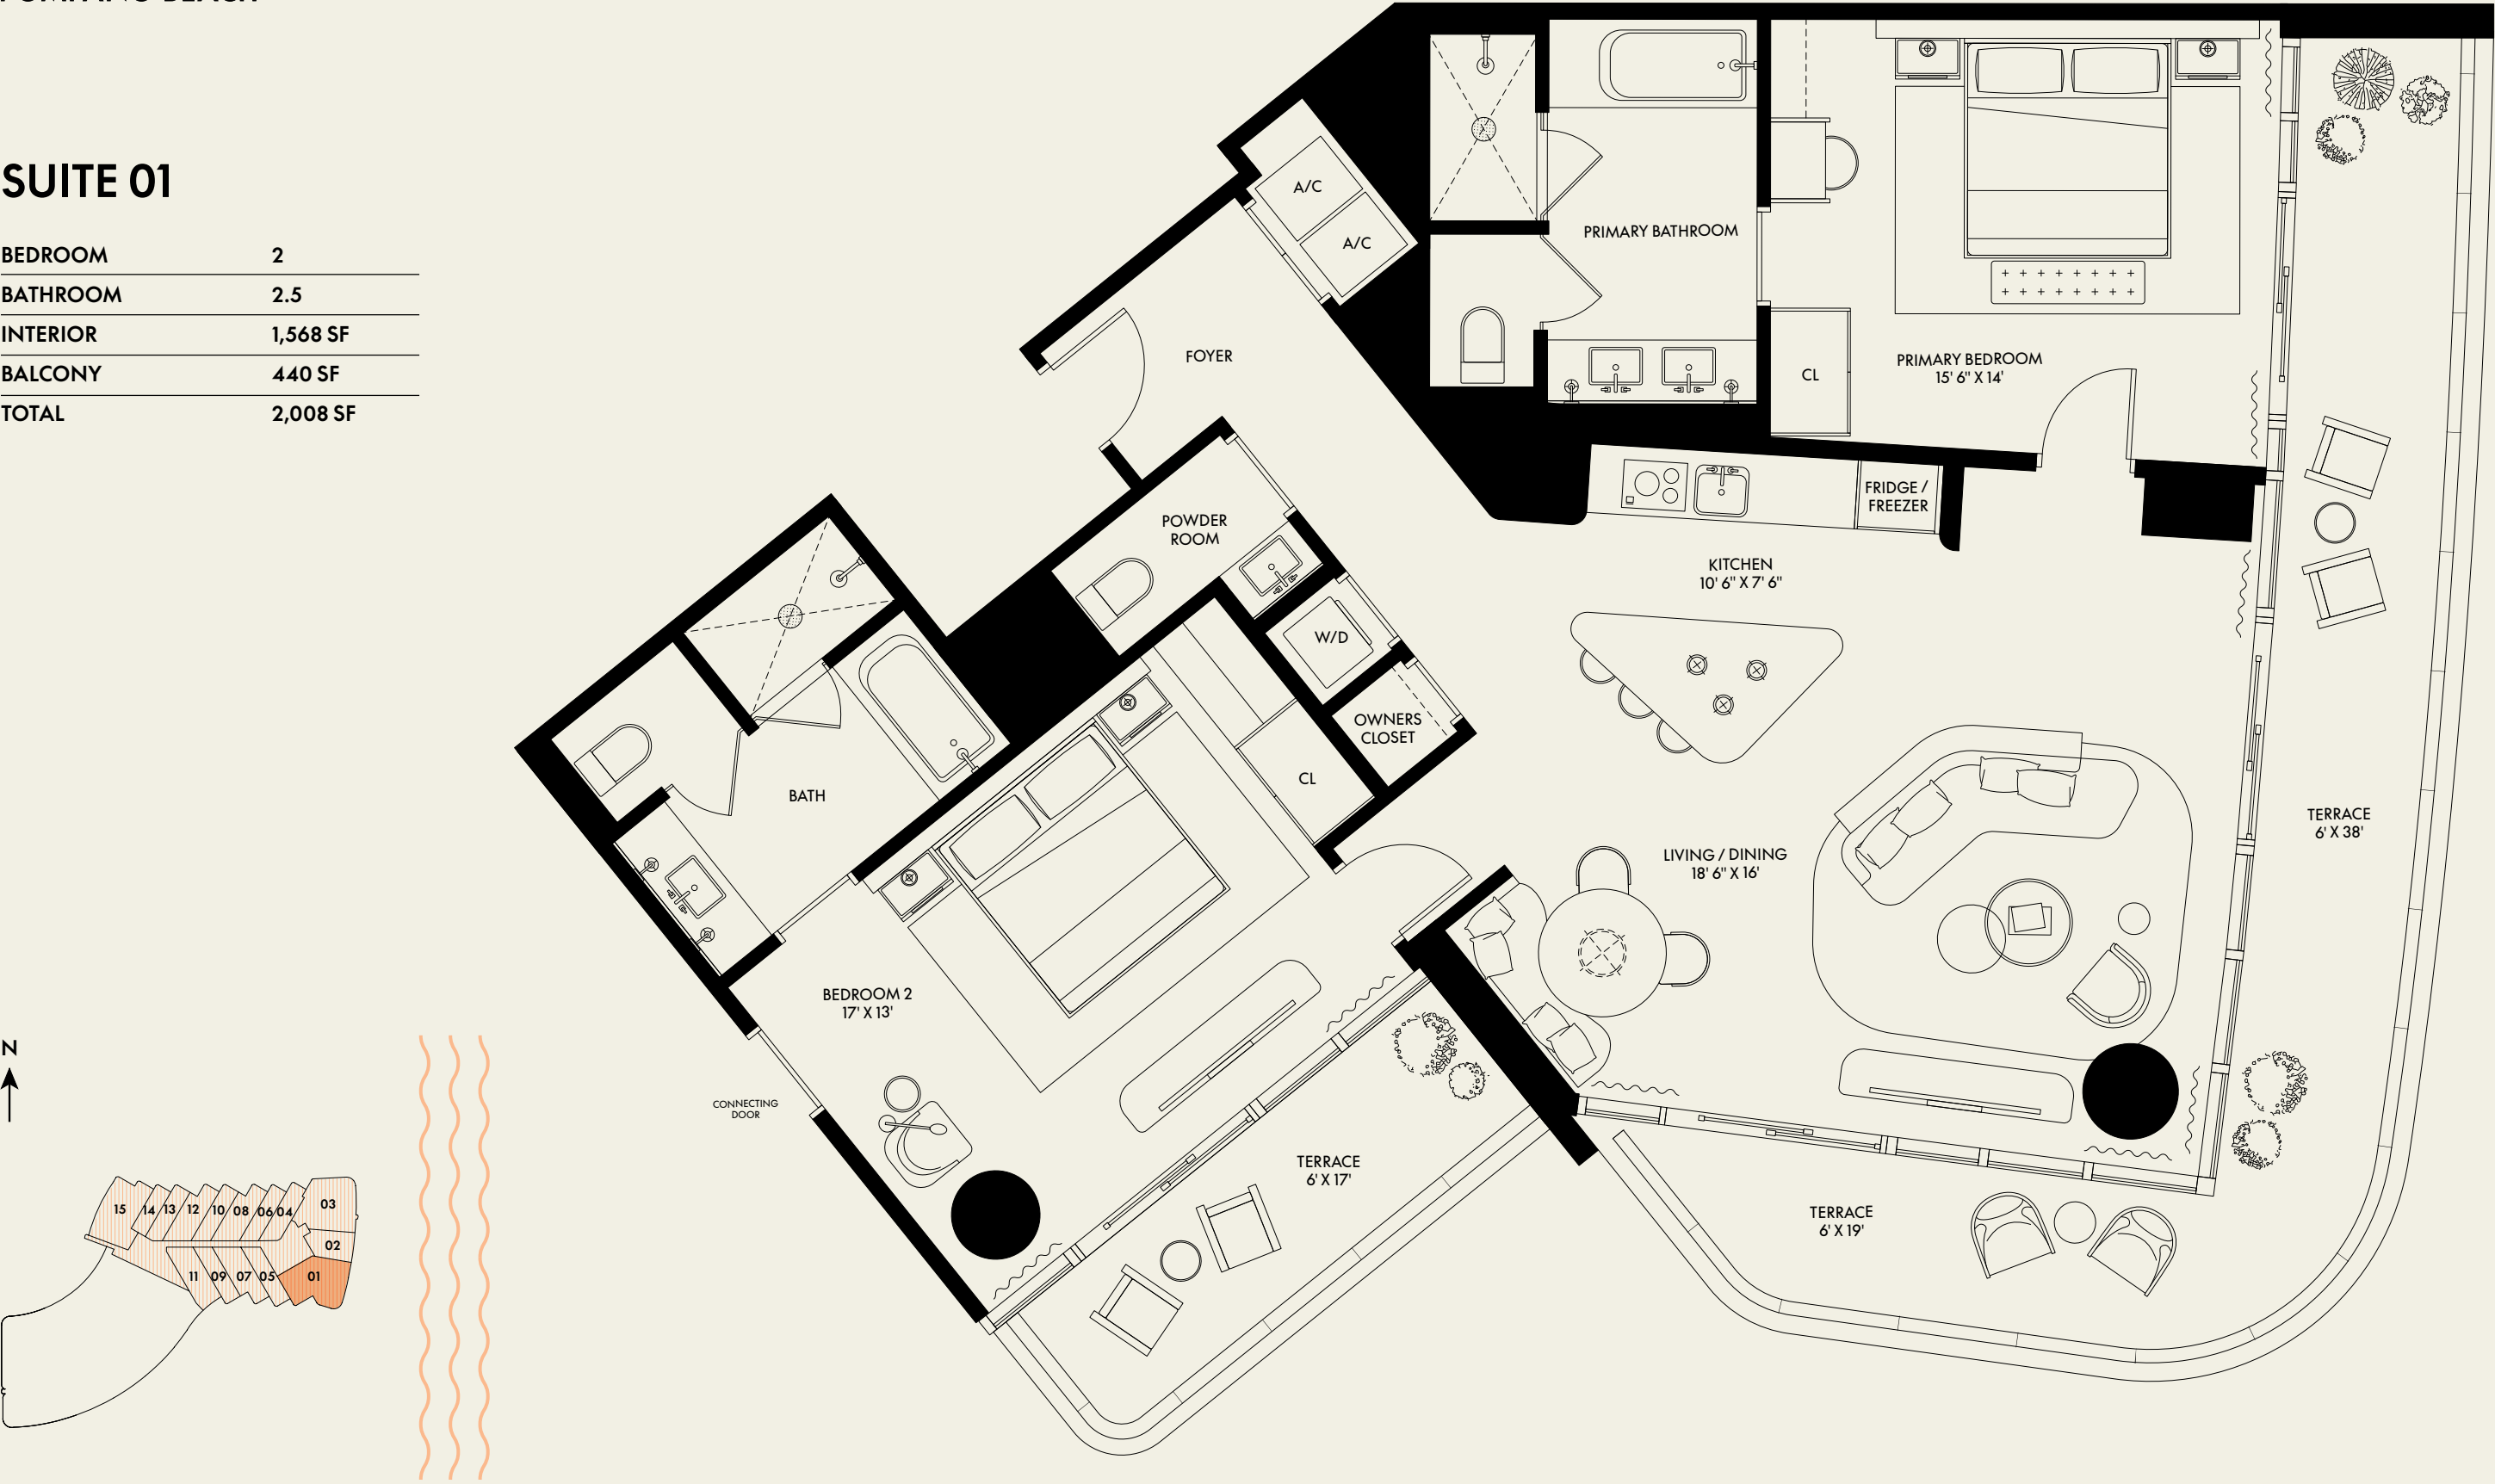 SUITE 01
BEDROOM 2
BATHROOM 2.5
INTERIOR 1,568 SF
BALCONY 440 SF
TOTAL 2,008 SF
A/C
A/C
PRIMARY BATHROOM
FOYER
CL
PRIMARY BEDROOM
15' 6" X 14'
FRIDGE /
FREEZER
POWDER
ROOM
KITCHEN
10' 6" X 7' 6"
W/D
OWNERS
CLOSET
CL
BATH
TERRACE
6' X 38'
LIVING / DINING
18' 6" X 16'
BEDROOM 2
17' X 13'
CONNECTING
DOOR
TERRACE
6' X 17'
TERRACE
6' X 19'
N
15 14 13 12 10 08 06 04 03
02
11 09 07 05 01